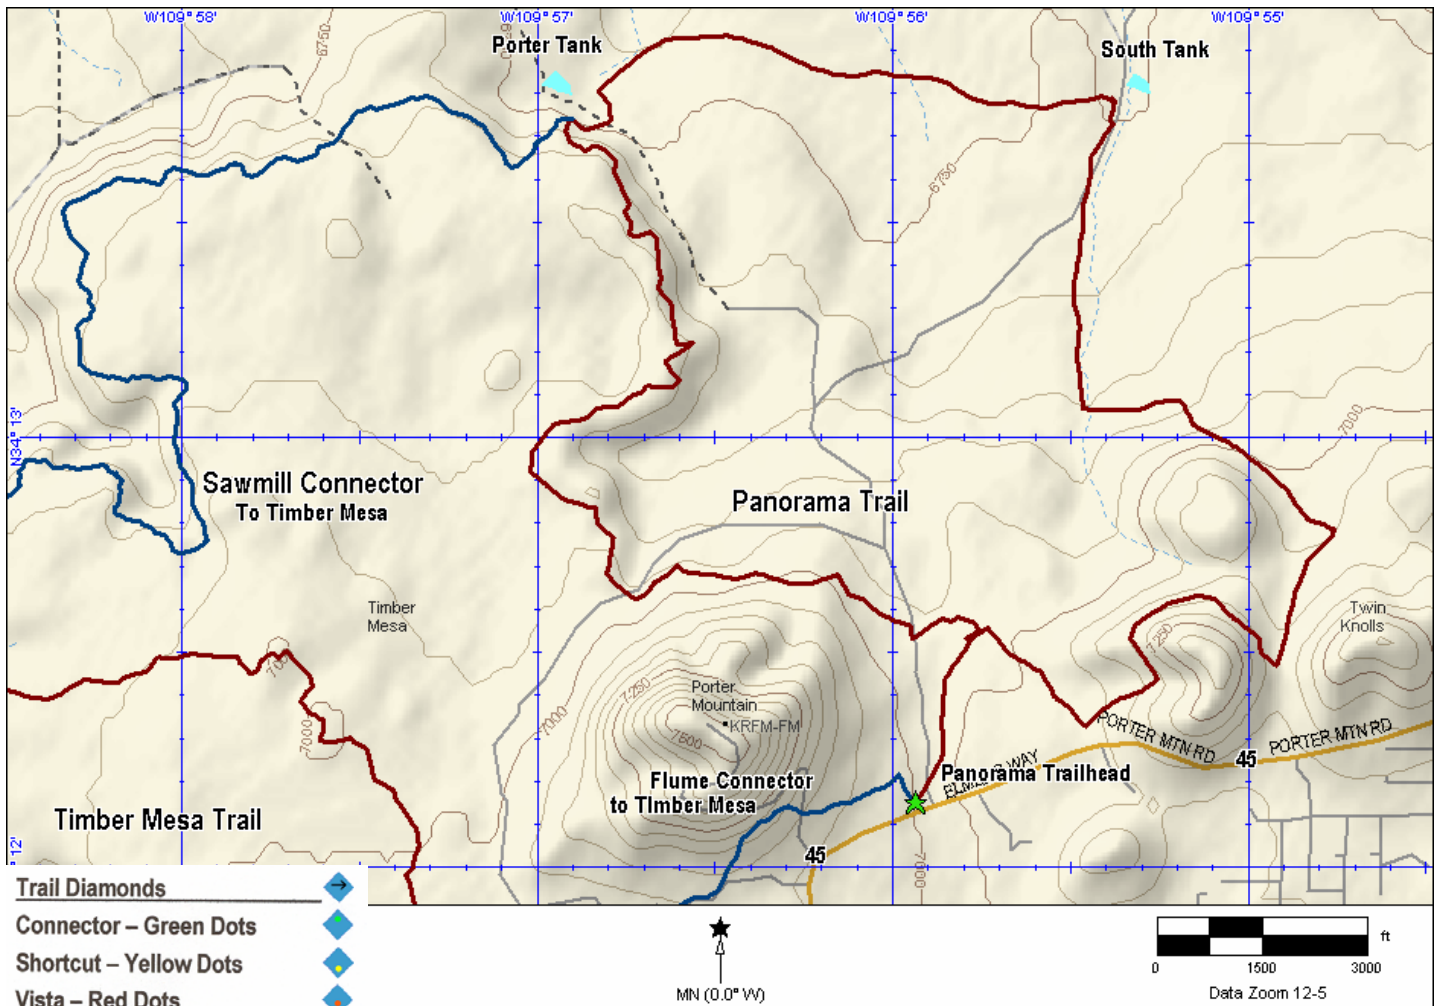 W109°58'
W109°57'
W109°56'
W109°55'
6750
Porter Tank
South Tank
6750
7000
N34°13'
Sawmill Connector
To Timber Mesa
Panorama Trail
Timber
Mesa
Twin
Knolls
7250
7250
Porter
Mountain
KRFM-FM
7000
7000
7500
PORTER MTN RD
PORTER MTN RD
45
WAY
Flume Connector
to TImber Mesa
Panorama Trailhead
Timber Mesa Trail
12'
45
7000
Trail Diamonds
Connector – Green Dots
Shortcut – Yellow Dots
Vista – Red Dots
MN (0.0° W)
ft
0 1500 3000
Data Zoom 12-5